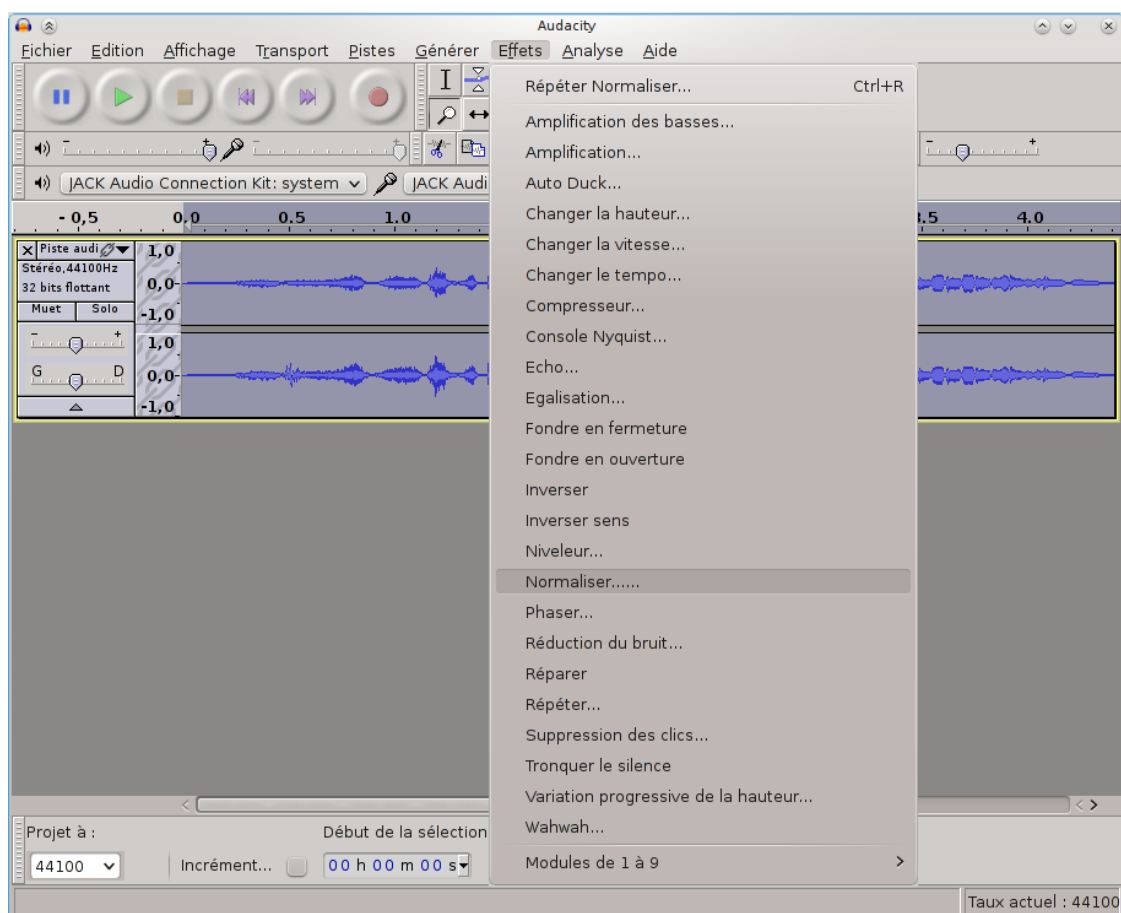 Audacity
Fichier Edition Affichage Transport Pistes Générer Effets Analyse Aide
Répéter Normaliser... Ctrl+R
Amplification des basses...
Amplification...
Auto Duck...
Changer la hauteur...
Changer la vitesse...
Changer le tempo...
Compresseur...
Console Nyquist...
Echo...
Egalisation...
Fondre en fermeture
Fondre en ouverture
Inverser
Inverser sens
Niveleur...
Normaliser......
Phaser...
Réduction du bruit...
Réparer
Répéter...
Suppression des clics...
Tronquer le silence
Variation progressive de la hauteur...
Wahwah...
Modules de 1 à 9
JACK Audio Connection Kit: system JACK Audi
- 0,5 0,0 0.5 1.0 4.0
Piste audi
Stéréo,44100Hz
32 bits flottant
Muet Solo
- +
G D
1,0
0,0
-1,0
1,0
0,0
-1,0
Projet à : Début de la sélection
44100 Incrément... 00 h 00 m 00 s
Taux actuel : 44100